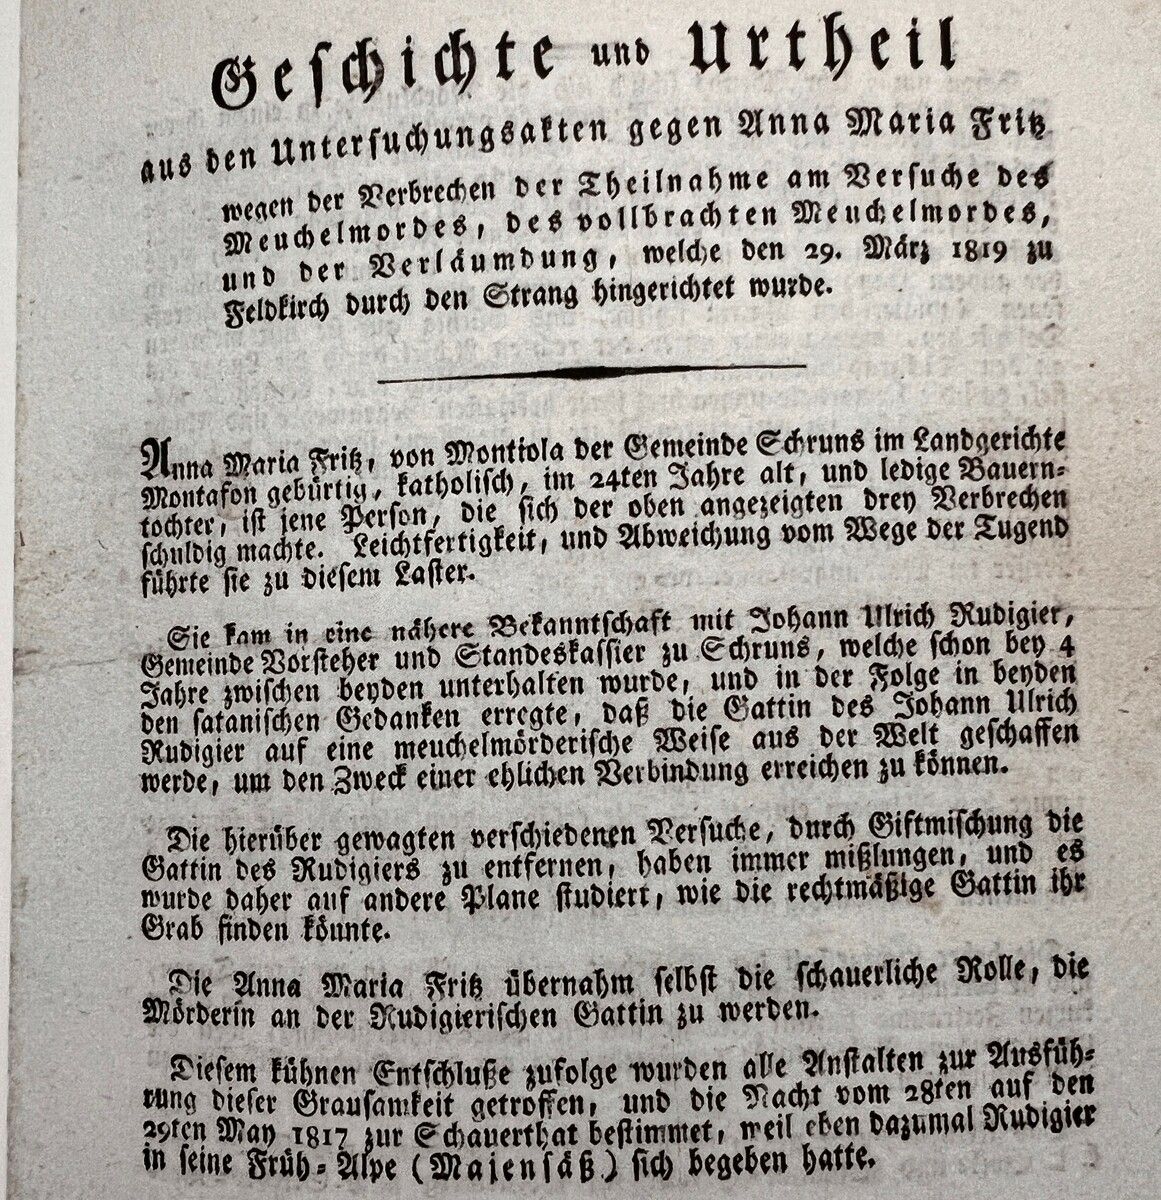 Geschichte und Urtheil
aus den Untersuchungsakten gegen Anna Maria Fritz
wegen der Verbrechen der Theilnahme am Versuche des
Meuchelmordes, des vollbrachten Meuchelmordes,
und der Verläumdung, welche den 29. März 1819 zu
Feldkirch durch den Strang hingerichtet wurde.
Anna Maria Fritz, von Montiola der Gemeinde Schruns im Landgerichte
Montafon gebürtig, katholisch, im 24ten Jahre alt, und ledige Bauern-
tochter, ist jene Person, die sich der oben angezeigten drey Verbrechen
schuldig machte. Leichtfertigkeit, und Abweichung vom Wege der Tugend
führte sie zu diesem Laster.
Sie kam in eine nähere Bekanntschaft mit Johann Ulrich Rudigier,
Gemeinde Vorsteher und Standeskassier zu Schruns, welche schon bey 4
Jahre zwischen beyden unterhalten wurde, und in der Folge in beyden
den satanischen Gedanken erregte, daß die Gattin des Johann Ulrich
Rudigier auf eine meuchelmörderische Weise aus der Welt geschaffen
werde, um den Zweck einer ehlichen Verbindung erreichen zu können.
Die hierüber gewagten verschiedenen Versuche, durch Giftmischung die
Gattin des Rudigiers zu entfernen, haben immer mißlungen, und es
wurde daher auf andere Plane studiert, wie die rechtmäßige Gattin ihr
Grab finden könnte.
Die Anna Maria Fritz übernahm selbst die schauerliche Rolle, die
Mörderin an der Rudigierischen Gattin zu werden.
Diesem kühnen Entschluße zufolge wurden alle Anstalten zur Ausfüh-
rung dieser Grausamkeit getroffen, und die Nacht vom 28ten auf den
29ten May 1817 zur Schauerthat bestimmet, weil eben dazumal Rudigier
in seine Früh-Alpe (Majensäß) sich begeben hatte.